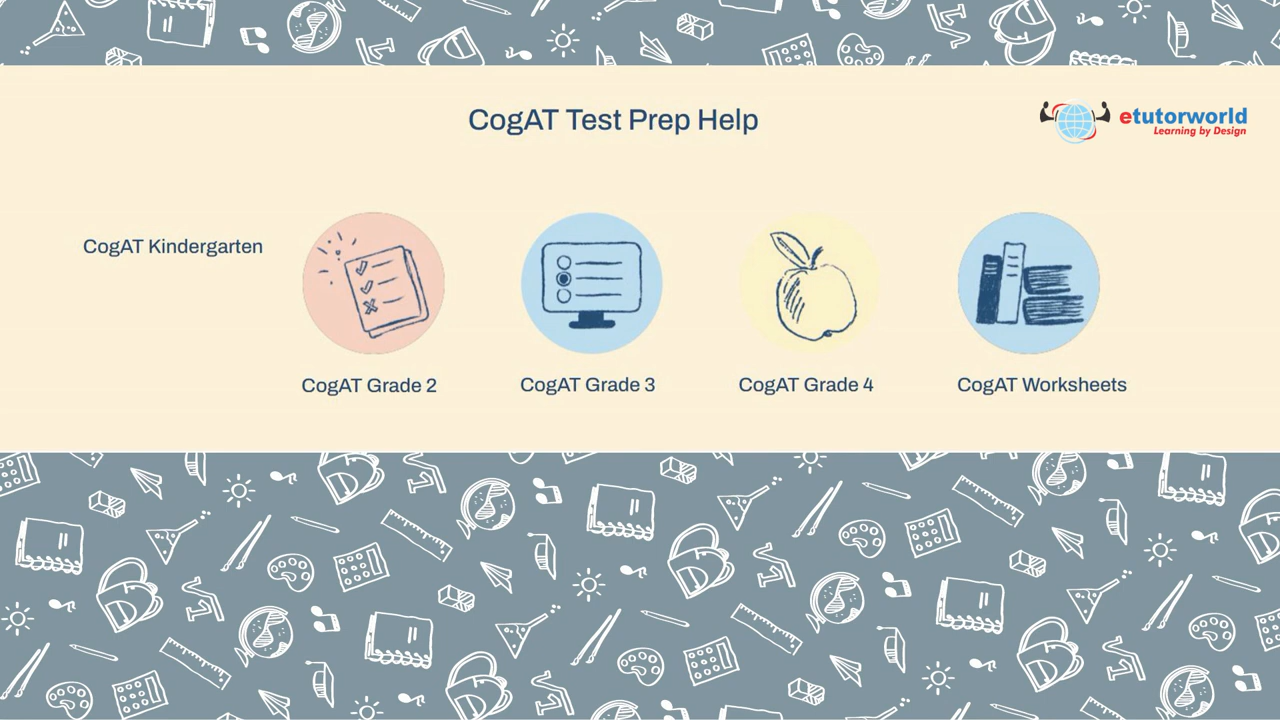 CogAT Test Prep Help
etutorworld
Learning by Design
CogAT Kindergarten
CogAT Grade 2
CogAT Grade 3
CogAT Grade 4
CogAT Worksheets